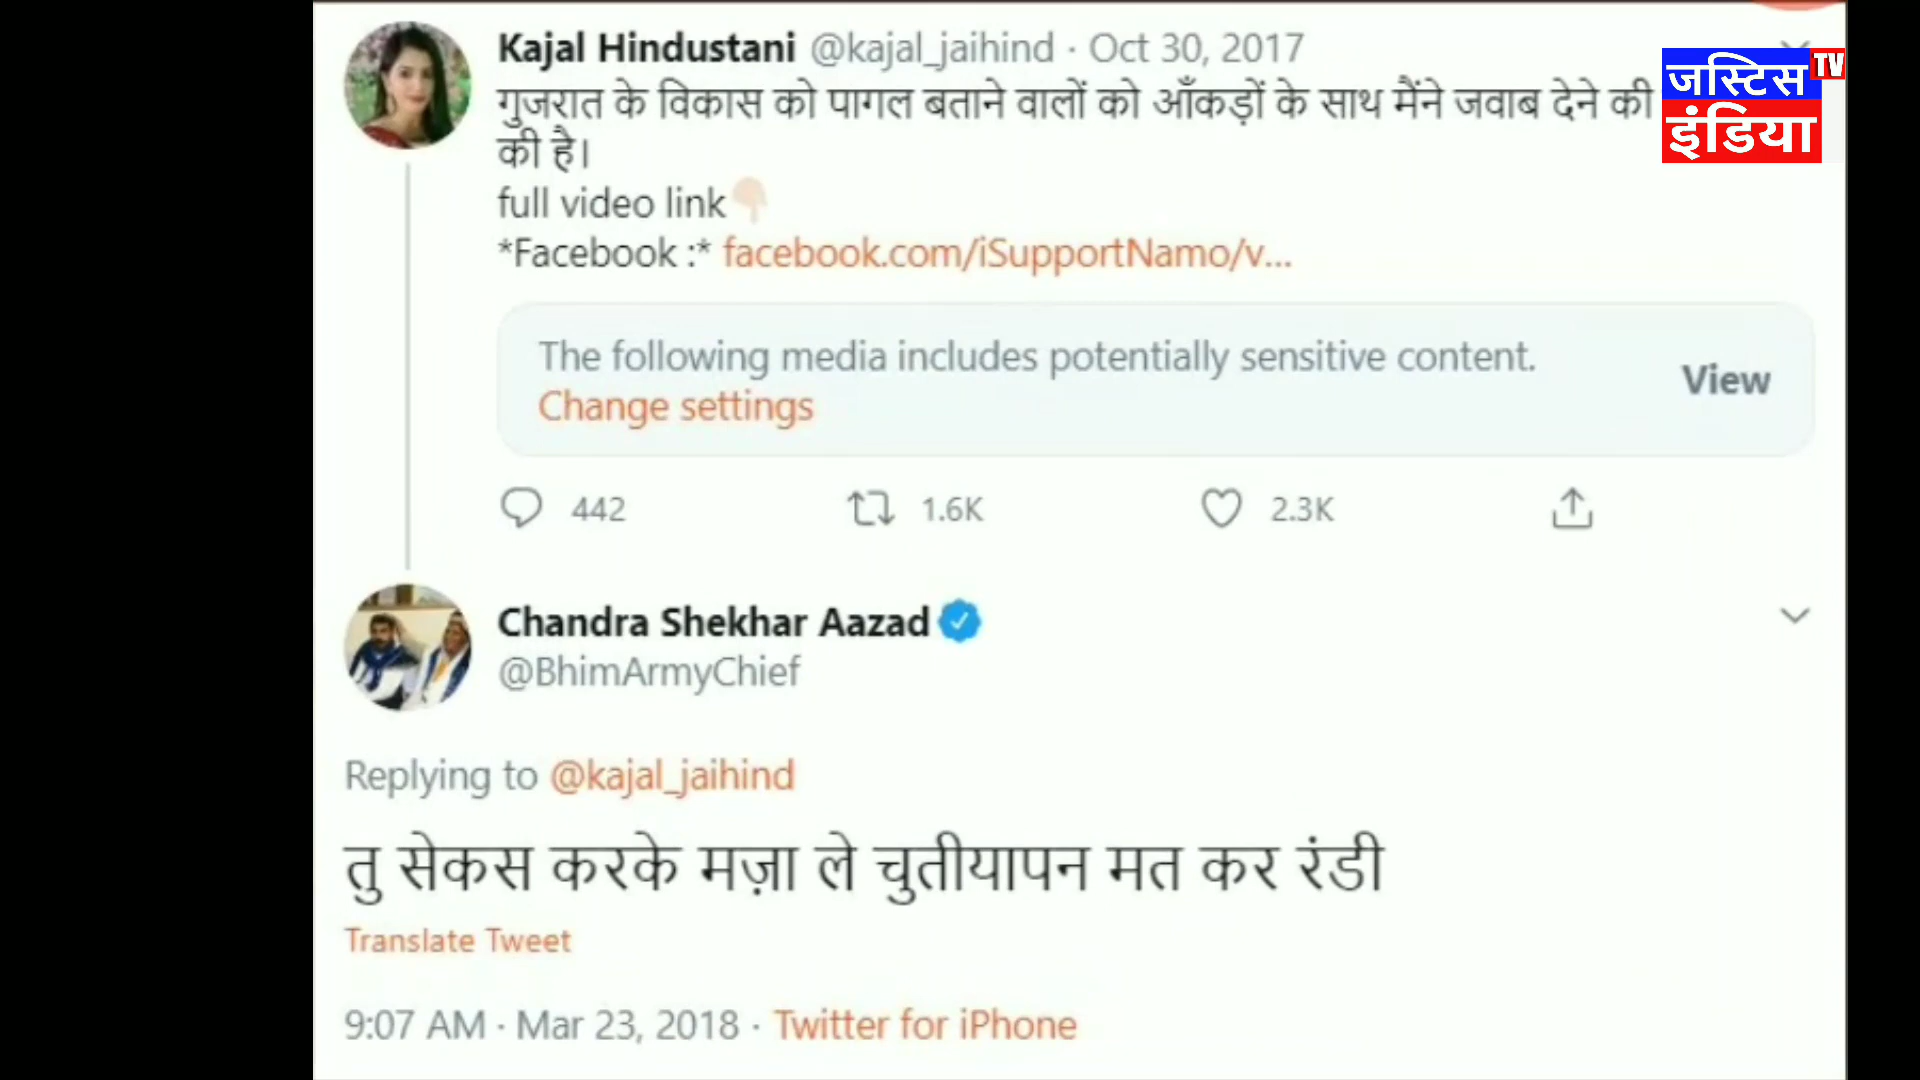 Kajal Hindustani @kajal_jaihind · Oct 30, 2017
गुजरात के विकास को पागल बताने वालों को आँकड़ों के साथ मैंने जवाब देने की
की है।
full video link👇🏻
*Facebook :* facebook.com/iSupportNamo/v...
The following media includes potentially sensitive content.
Change settings
View
442 1.6K 2.3K
Chandra Shekhar Aazad
@BhimArmyChief
Replying to @kajal_jaihind
तु सेकस करके मज़ा ले चुतीयापन मत कर रंडी
Translate Tweet
9:07 AM · Mar 23, 2018 · Twitter for iPhone
जस्टिस TV
इंडिया